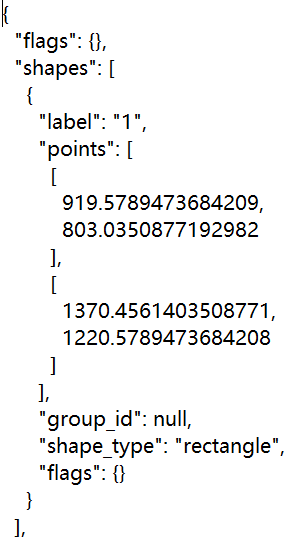 {
  "flags": {},
  "shapes": [
    {
      "label": "1",
      "points": [
        [
          919.5789473684209,
          803.0350877192982
        ],
        [
          1370.4561403508771,
          1220.5789473684208
        ]
      ],
      "group_id": null,
      "shape_type": "rectangle",
      "flags": {}
    }
  ],